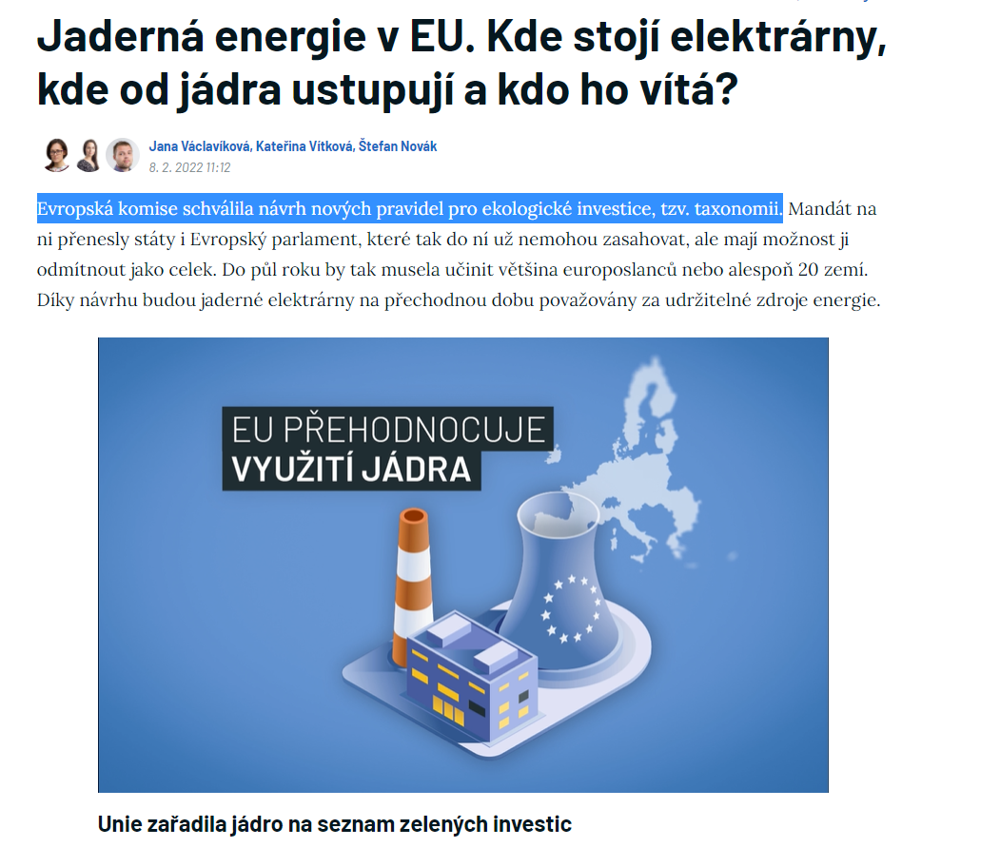 Jaderná energie v EU. Kde stojí elektrárny,
kde od jádra ustupují a kdo ho vítá?
Jana Václavíková, Kateřina Vítková, Štefan Novák
8. 2. 2022 11:12
Evropská komise schválila návrh nových pravidel pro ekologické investice, tzv. taxonomii. Mandát na
ni přenesly státy i Evropský parlament, které tak do ní už nemohou zasahovat, ale mají možnost ji
odmítnout jako celek. Do půl roku by tak musela učinit většina europoslanců nebo alespoň 20 zemí.
Díky návrhu budou jaderné elektrárny na přechodnou dobu považovány za udržitelné zdroje energie.
EU PŘEHODNOCUJE
VYUŽITÍ JÁDRA
Unie zařadila jádro na seznam zelených investic